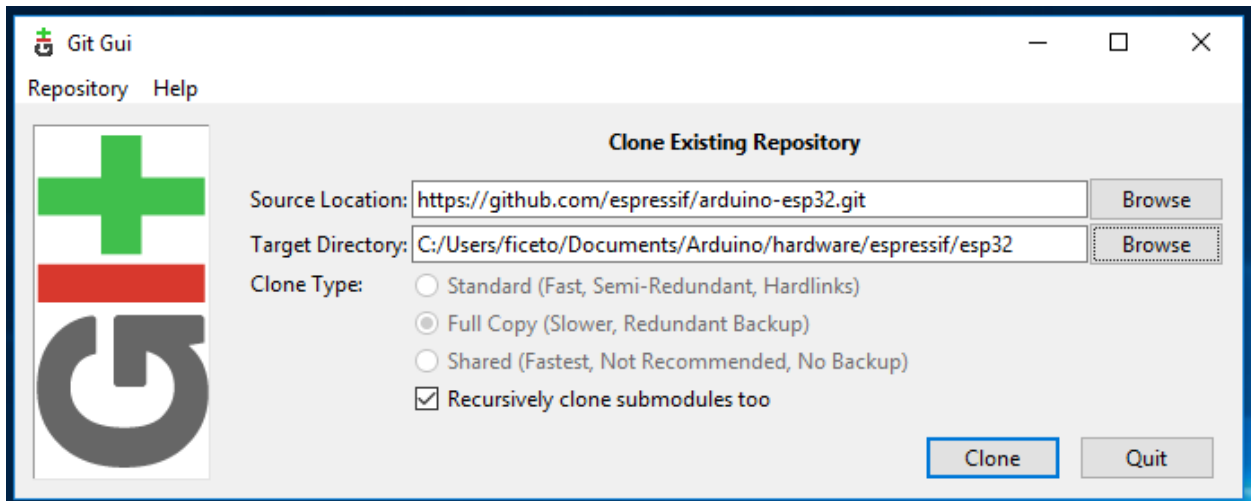 Git Gui
Repository Help
Clone Existing Repository
Source Location: https://github.com/espressif/arduino-esp32.git Browse
Target Directory: C:/Users/ficeto/Documents/Arduino/hardware/espressif/esp32 Browse
Clone Type: Standard (Fast, Semi-Redundant, Hardlinks)
Full Copy (Slower, Redundant Backup)
Shared (Fastest, Not Recommended, No Backup)
Recursively clone submodules too
Clone Quit